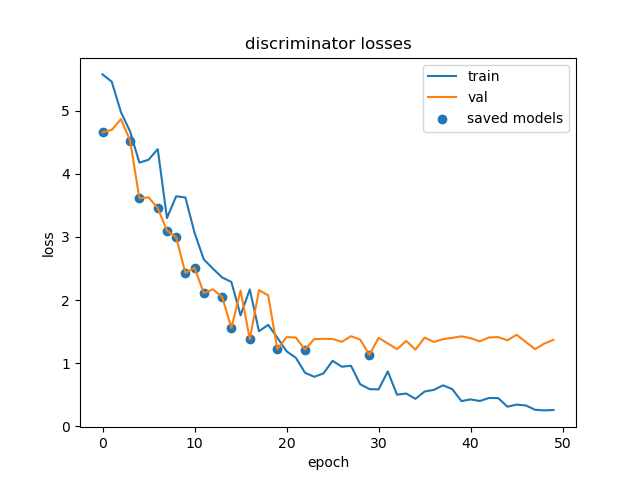 discriminator losses
train
val
saved models
5
4
3
2
1
0
loss
0 10 20 30 40 50
epoch